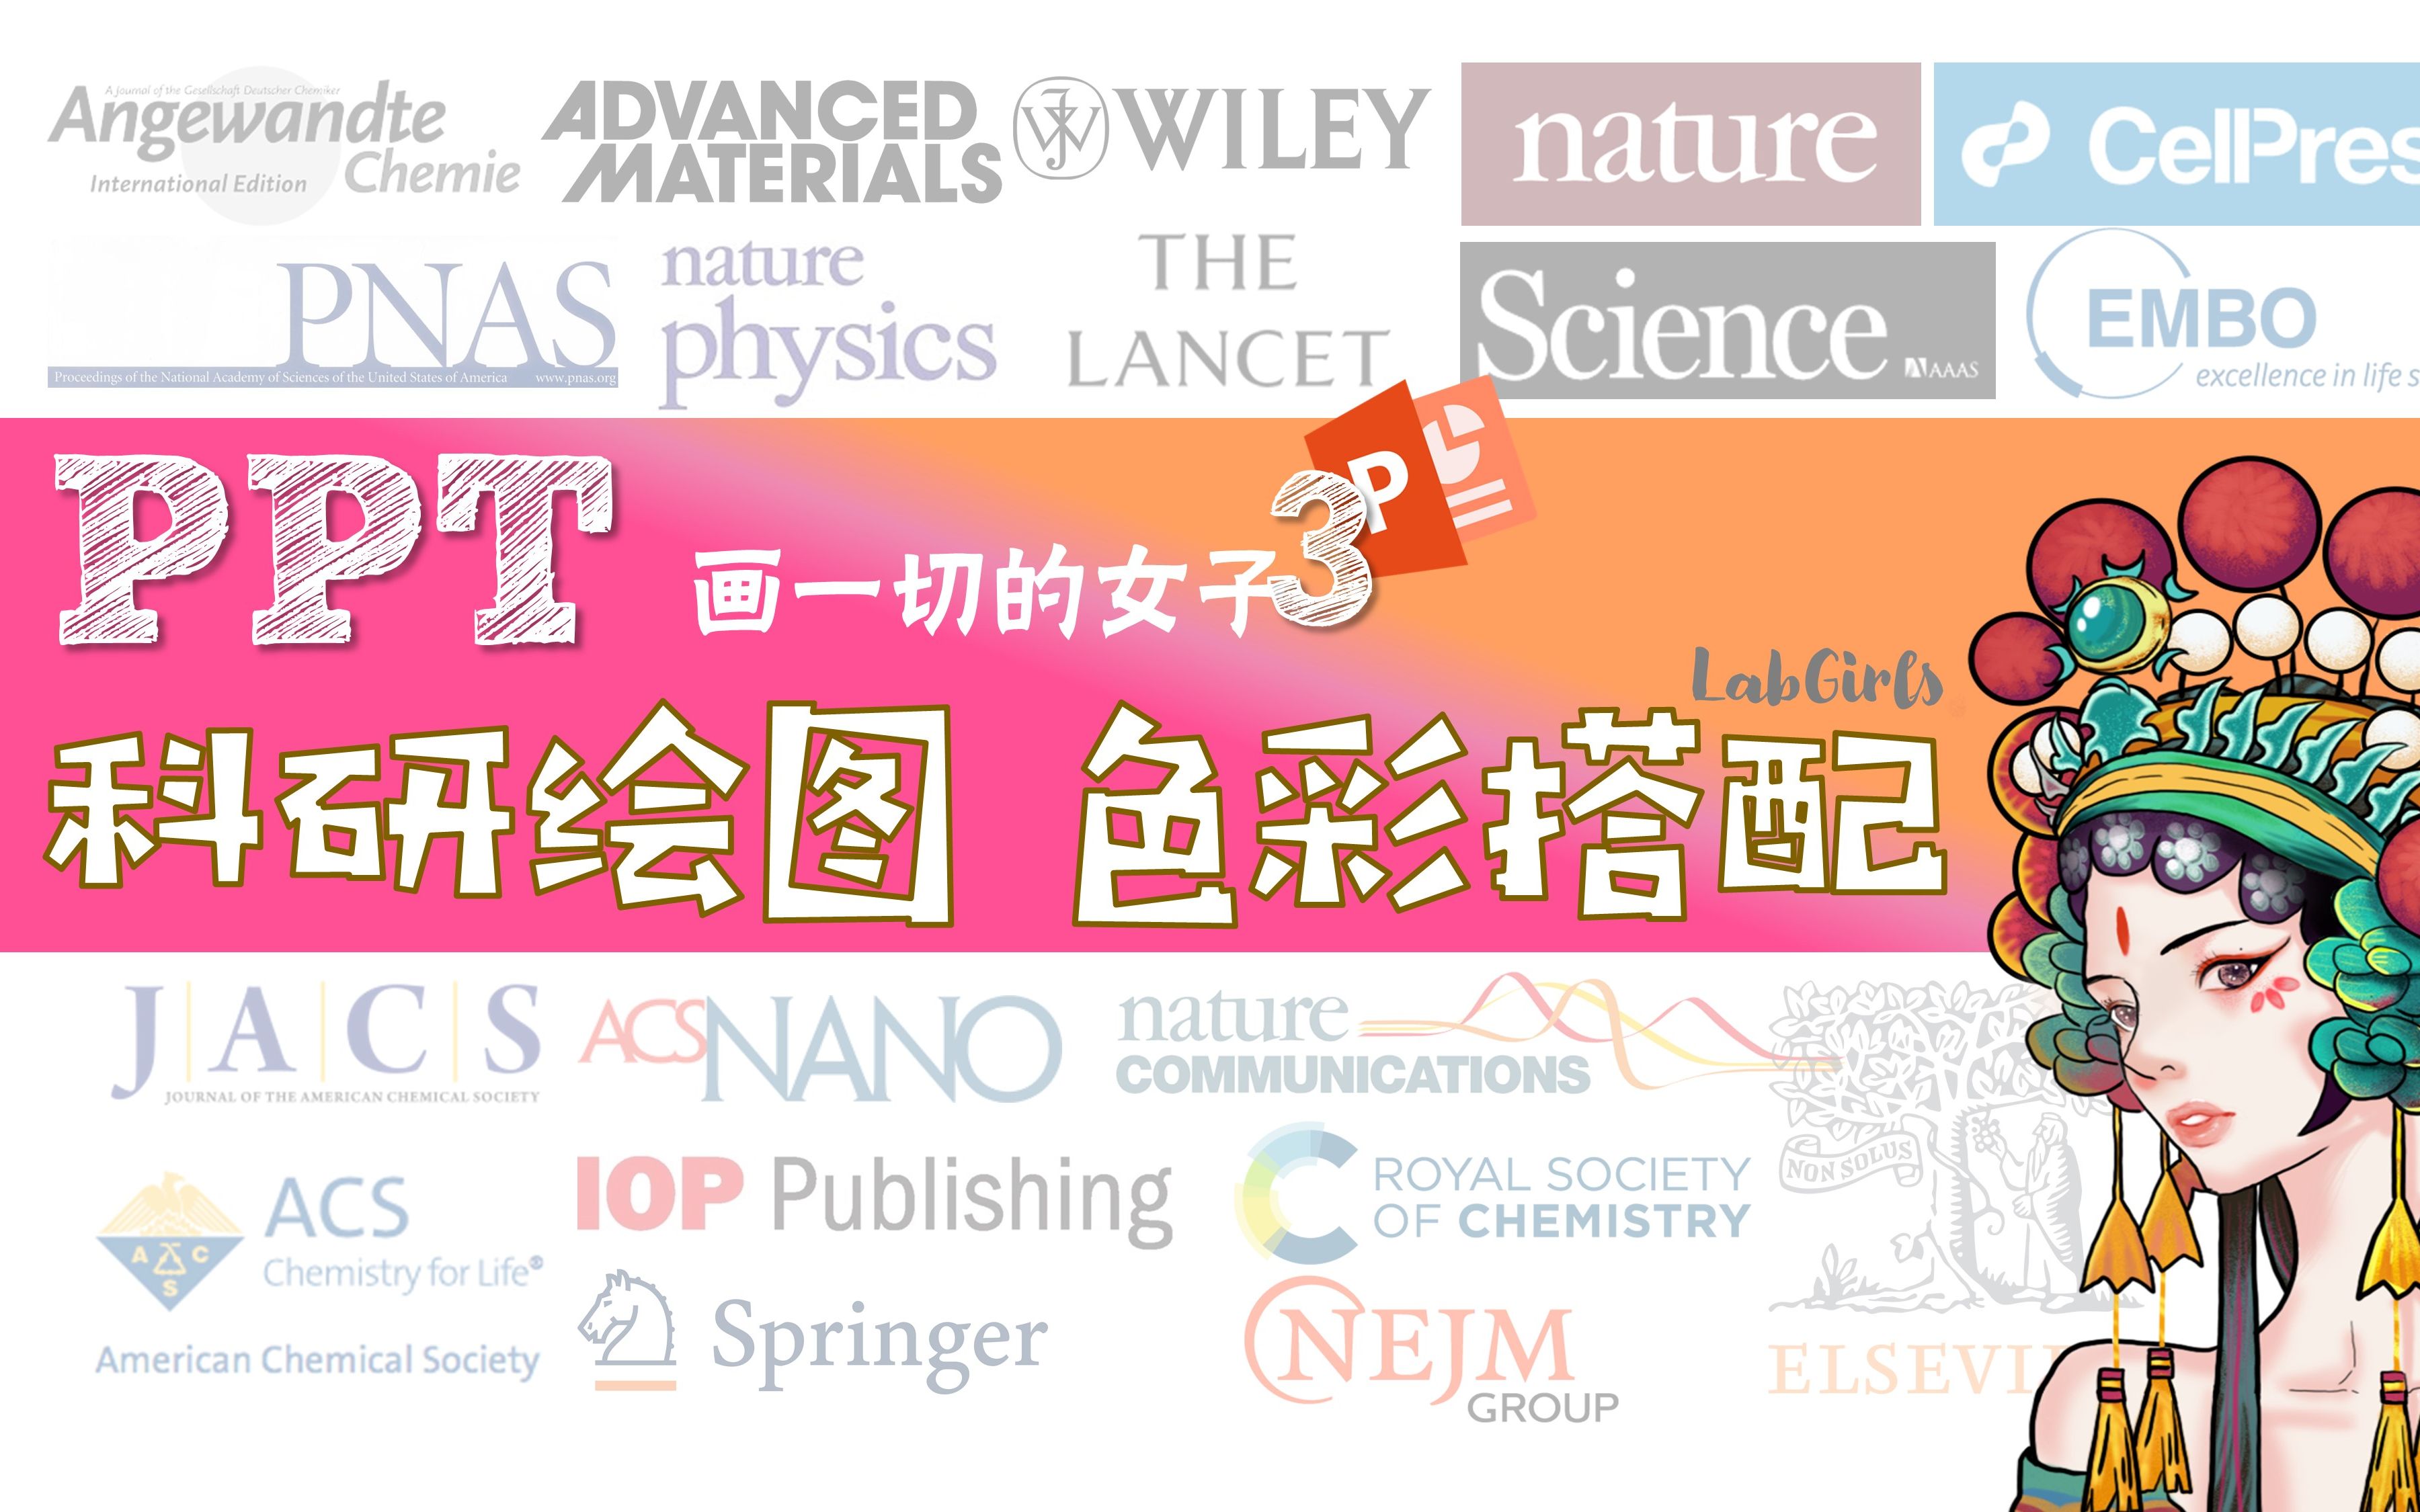 A Journal of the Gesellschaft Deutscher Chemiker
Angewandte
Chemie
International Edition
ADVANCED
MATERIALS
WILEY
nature
CellPres
PNAS
Proceedings of the National Academy of Sciences of the United States of America www.pnas.org
nature
physics
THE
LANCET
Science
AAAS
EMBO
excellence in life s
PPT
画一切的女子3
P
LabGirls
科研绘图 色彩搭配
J|A|C|S
JOURNAL OF THE AMERICAN CHEMICAL SOCIETY
ACSNANO
nature
COMMUNICATIONS
NON SOLUS
ACS
Chemistry for Life®
A C S
American Chemical Society
IOP Publishing
ROYAL SOCIETY
OF CHEMISTRY
Springer
NEJM
GROUP
ELSEVI